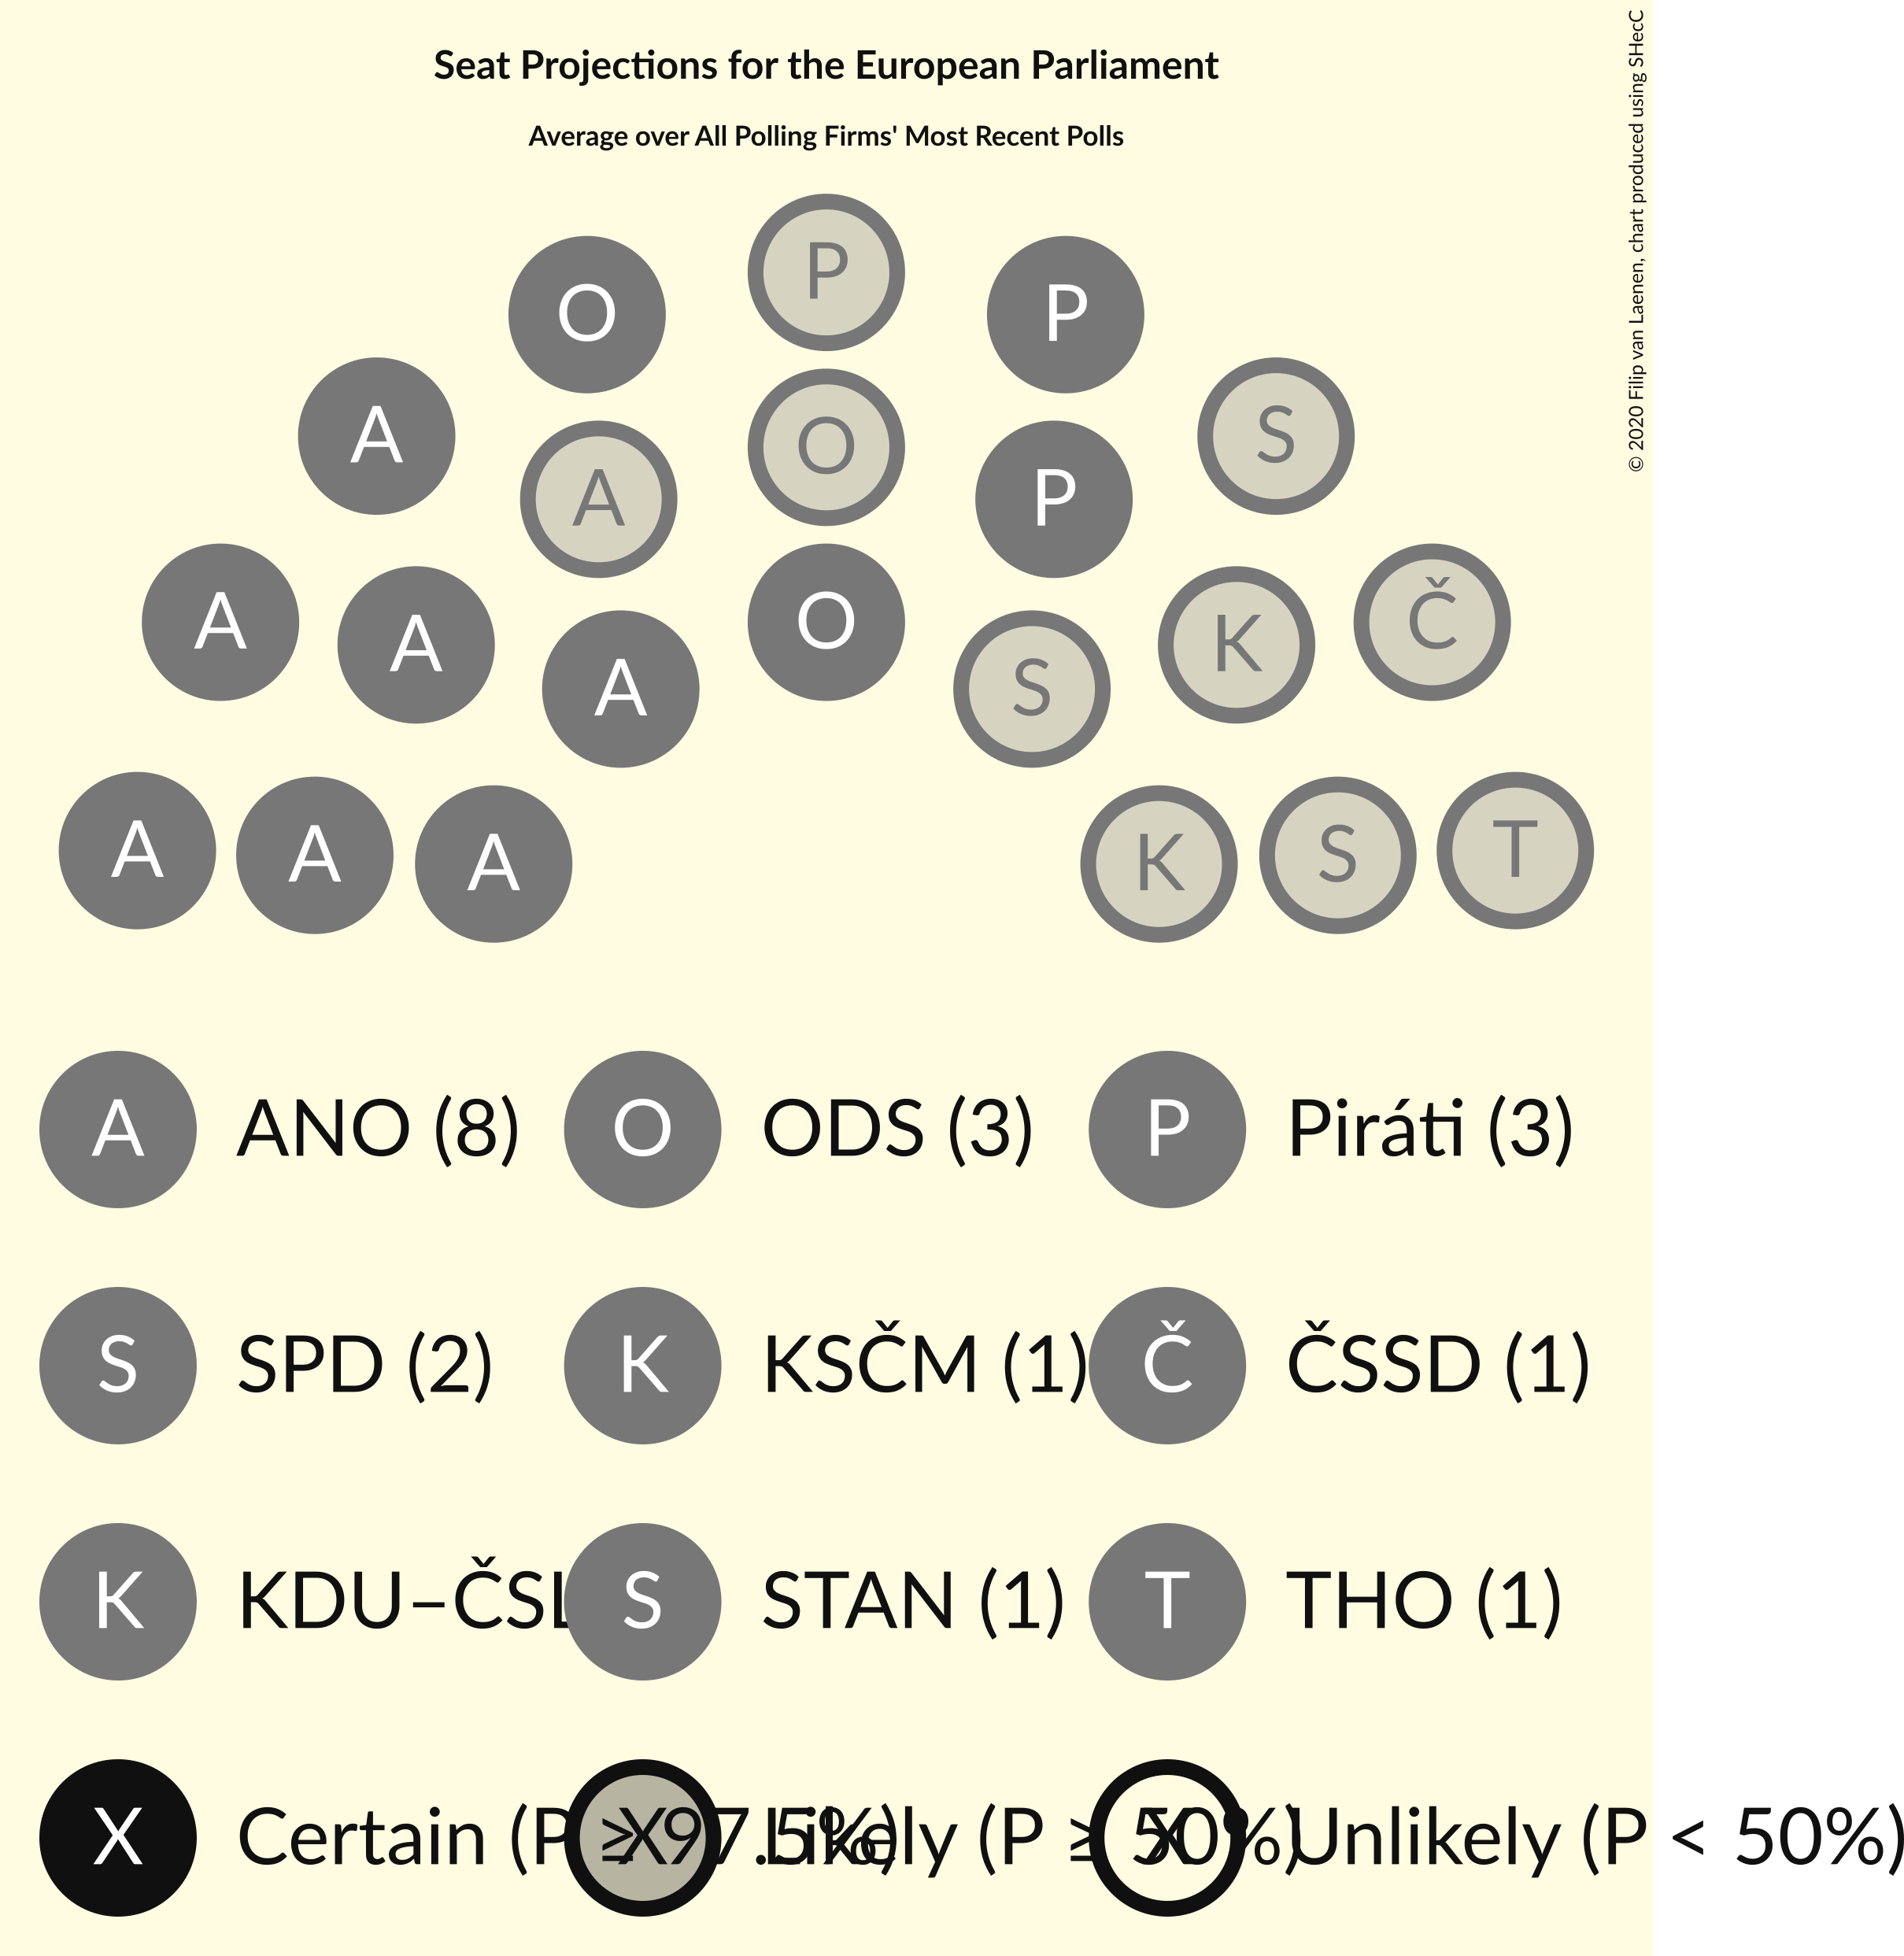 Seat Projections for the European Parliament
Average over All Polling Firms' Most Recent Polls
© 2020 Filip van Laenen, chart produced using SHecC
P
O P
O
A S
A P
O
A Č
A K
A S
A T
A S
A K
A ANO (8) O ODS (3) P Piráti (3)
S SPD (2) K KSČM (1) Č ČSSD (1)
K KDU–ČSL S STAN (1) T THO (1)
X Certain (P ≥ 97.5%) X Likely (P ≥ 50%) X Unlikely (P < 50%)